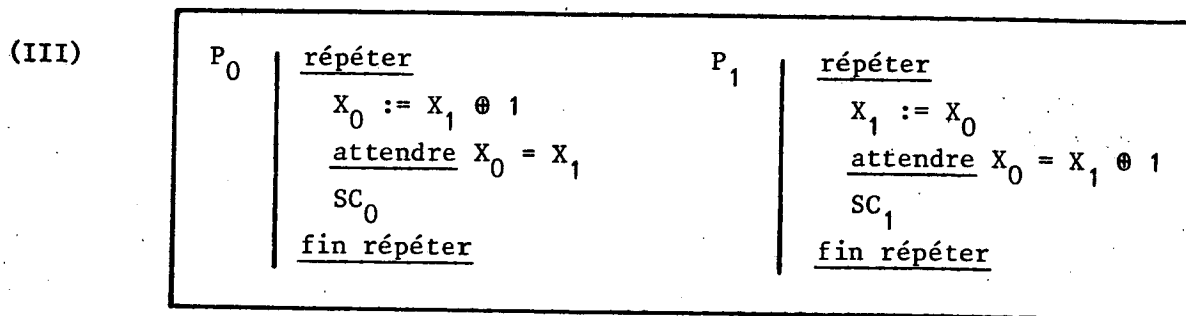 (III)
P0 répéter
X0 := X1 ⊕ 1
attendre X0 = X1
SC0
fin répéter
P1 répéter
X1 := X0
attendre X0 = X1 ⊕ 1
SC1
fin répéter